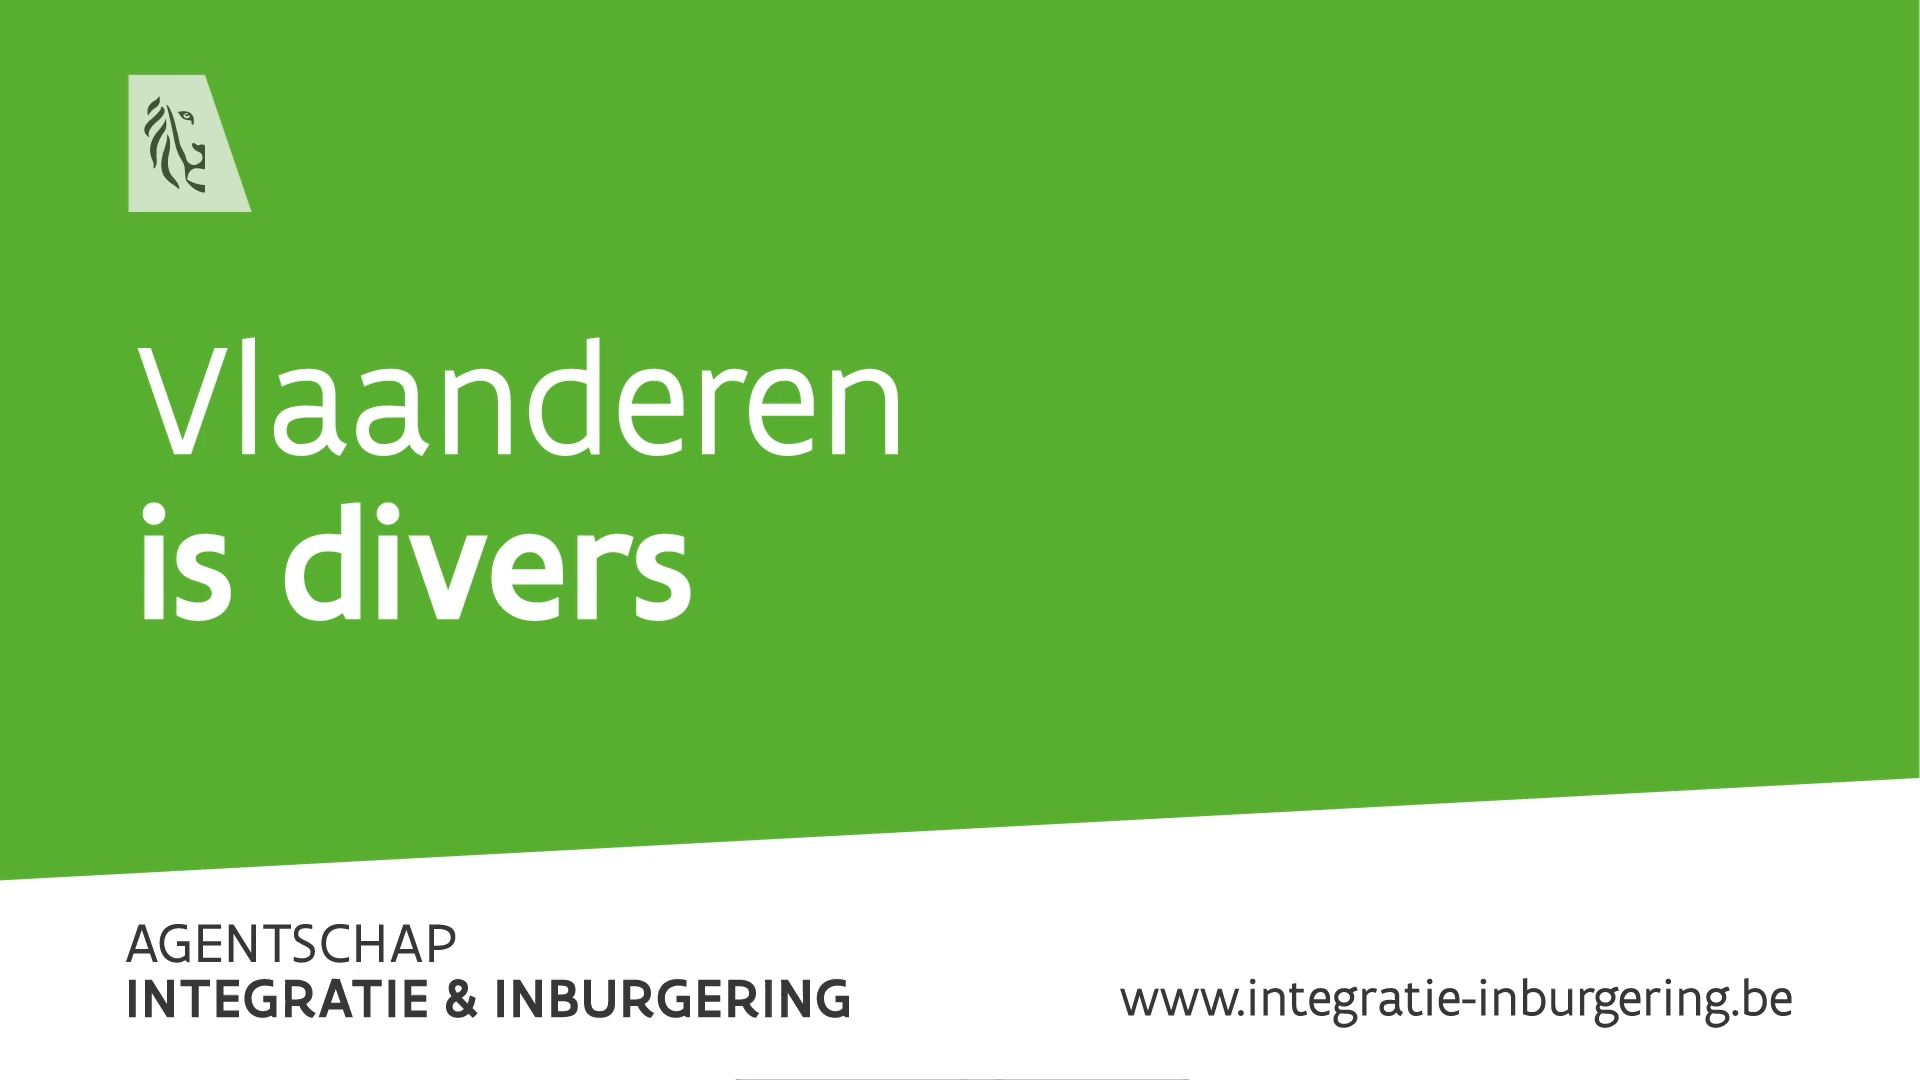 Vlaanderen
is divers
AGENTSCHAP
INTEGRATIE & INBURGERING
www.integratie-inburgering.be